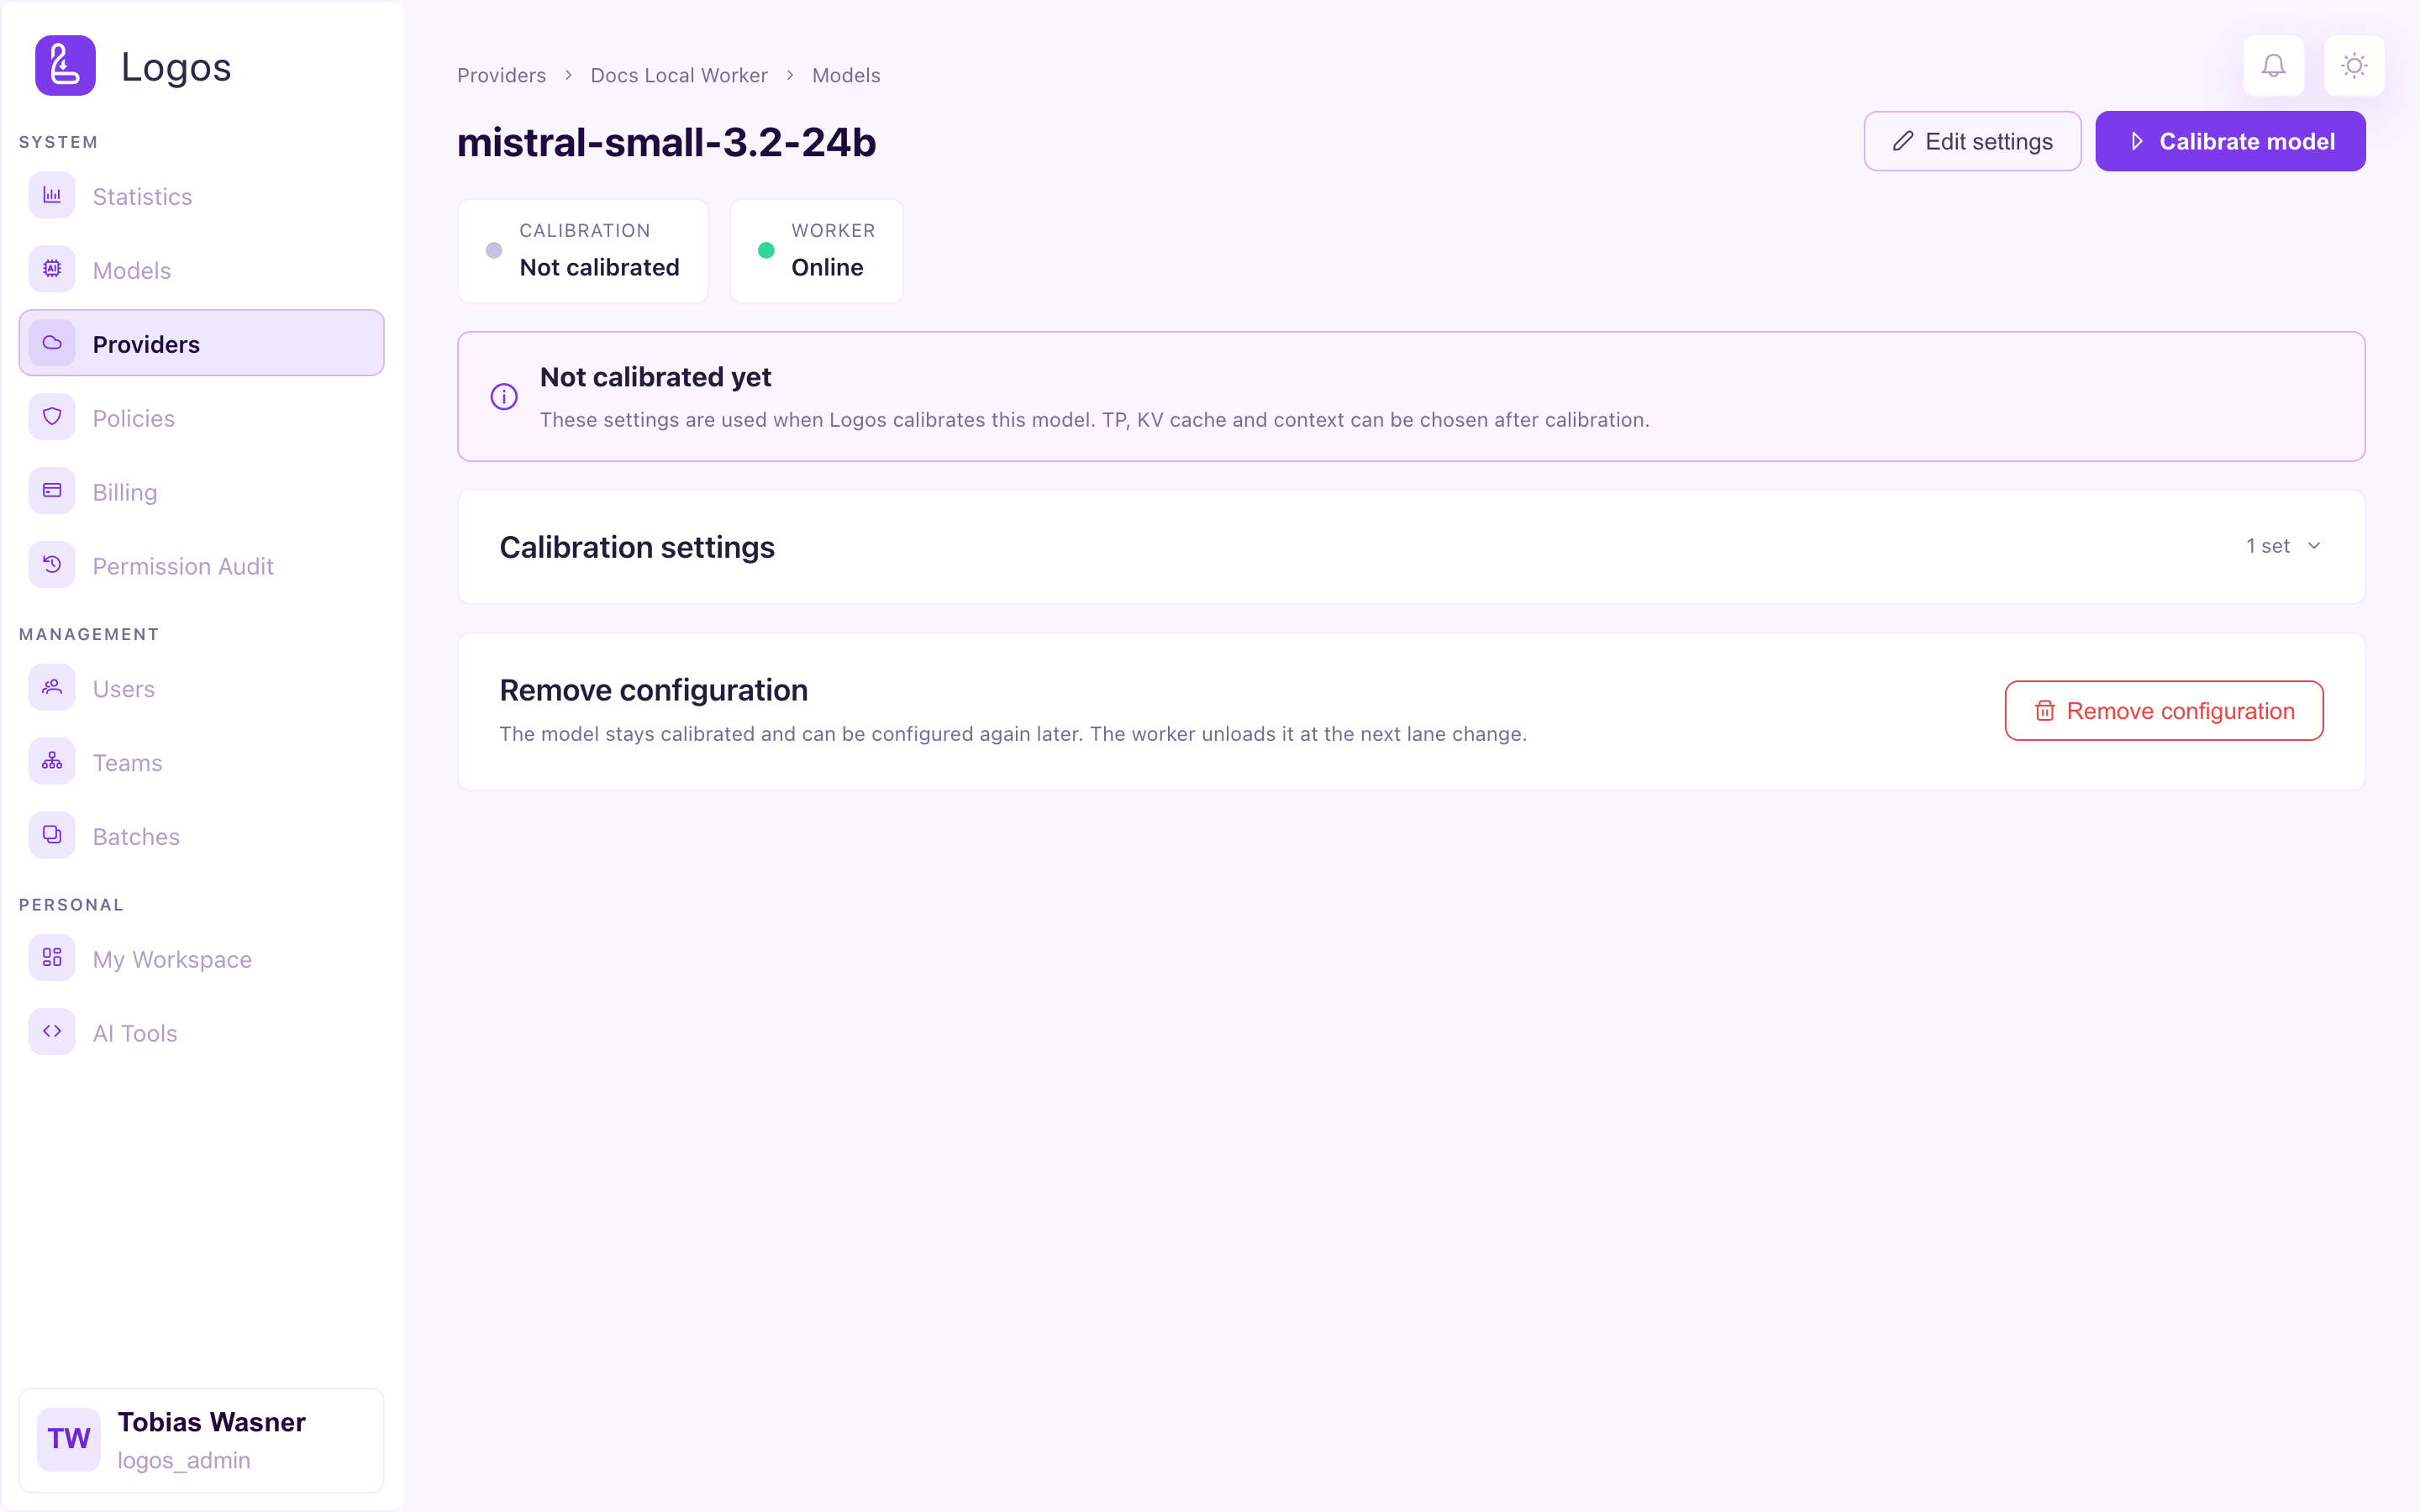 Logos
SYSTEM
Statistics
Models
Providers
Policies
Billing
Permission Audit
MANAGEMENT
Users
Teams
Batches
PERSONAL
My Workspace
AI Tools
TW
Tobias Wasner
logos_admin
Providers > Docs Local Worker > Models
mistral-small-3.2-24b
Edit settings
Calibrate model
CALIBRATION
Not calibrated
WORKER
Online
Not calibrated yet
These settings are used when Logos calibrates this model. TP, KV cache and context can be chosen after calibration.
Calibration settings
1 set
Remove configuration
The model stays calibrated and can be configured again later. The worker unloads it at the next lane change.
Remove configuration